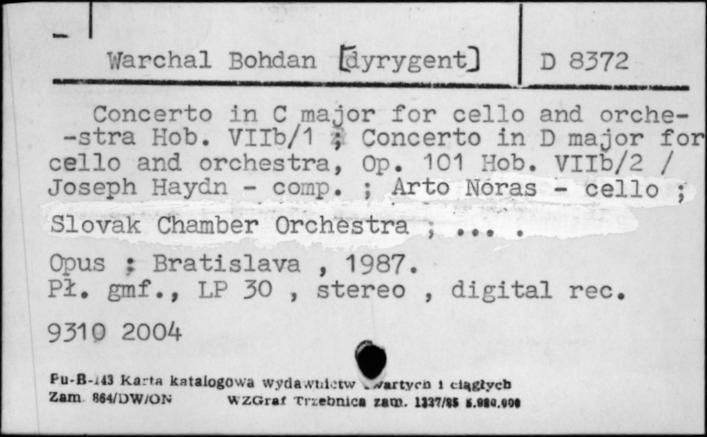 Warchal Bohdan [dyrygent] D 8372
Concerto in C major for cello and orche-
-stra Hob. VIIb/1 ; Concerto in D major for
cello and orchestra, Op. 101 Hob. VIIb/2 /
Joseph Haydn - comp. ; Arto Noras - cello ;
Slovak Chamber Orchestra ; ... .
Opus ; Bratislava , 1987.
Pł. gmf., LP 30 , stereo , digital rec.
9310 2004
Pu-B-143 Karta katalogowa wydawnictw zwartych i ciągłych
Zam. 864/DW/ON WZGraf Trzebnica zam. 1337/85 5.980.000